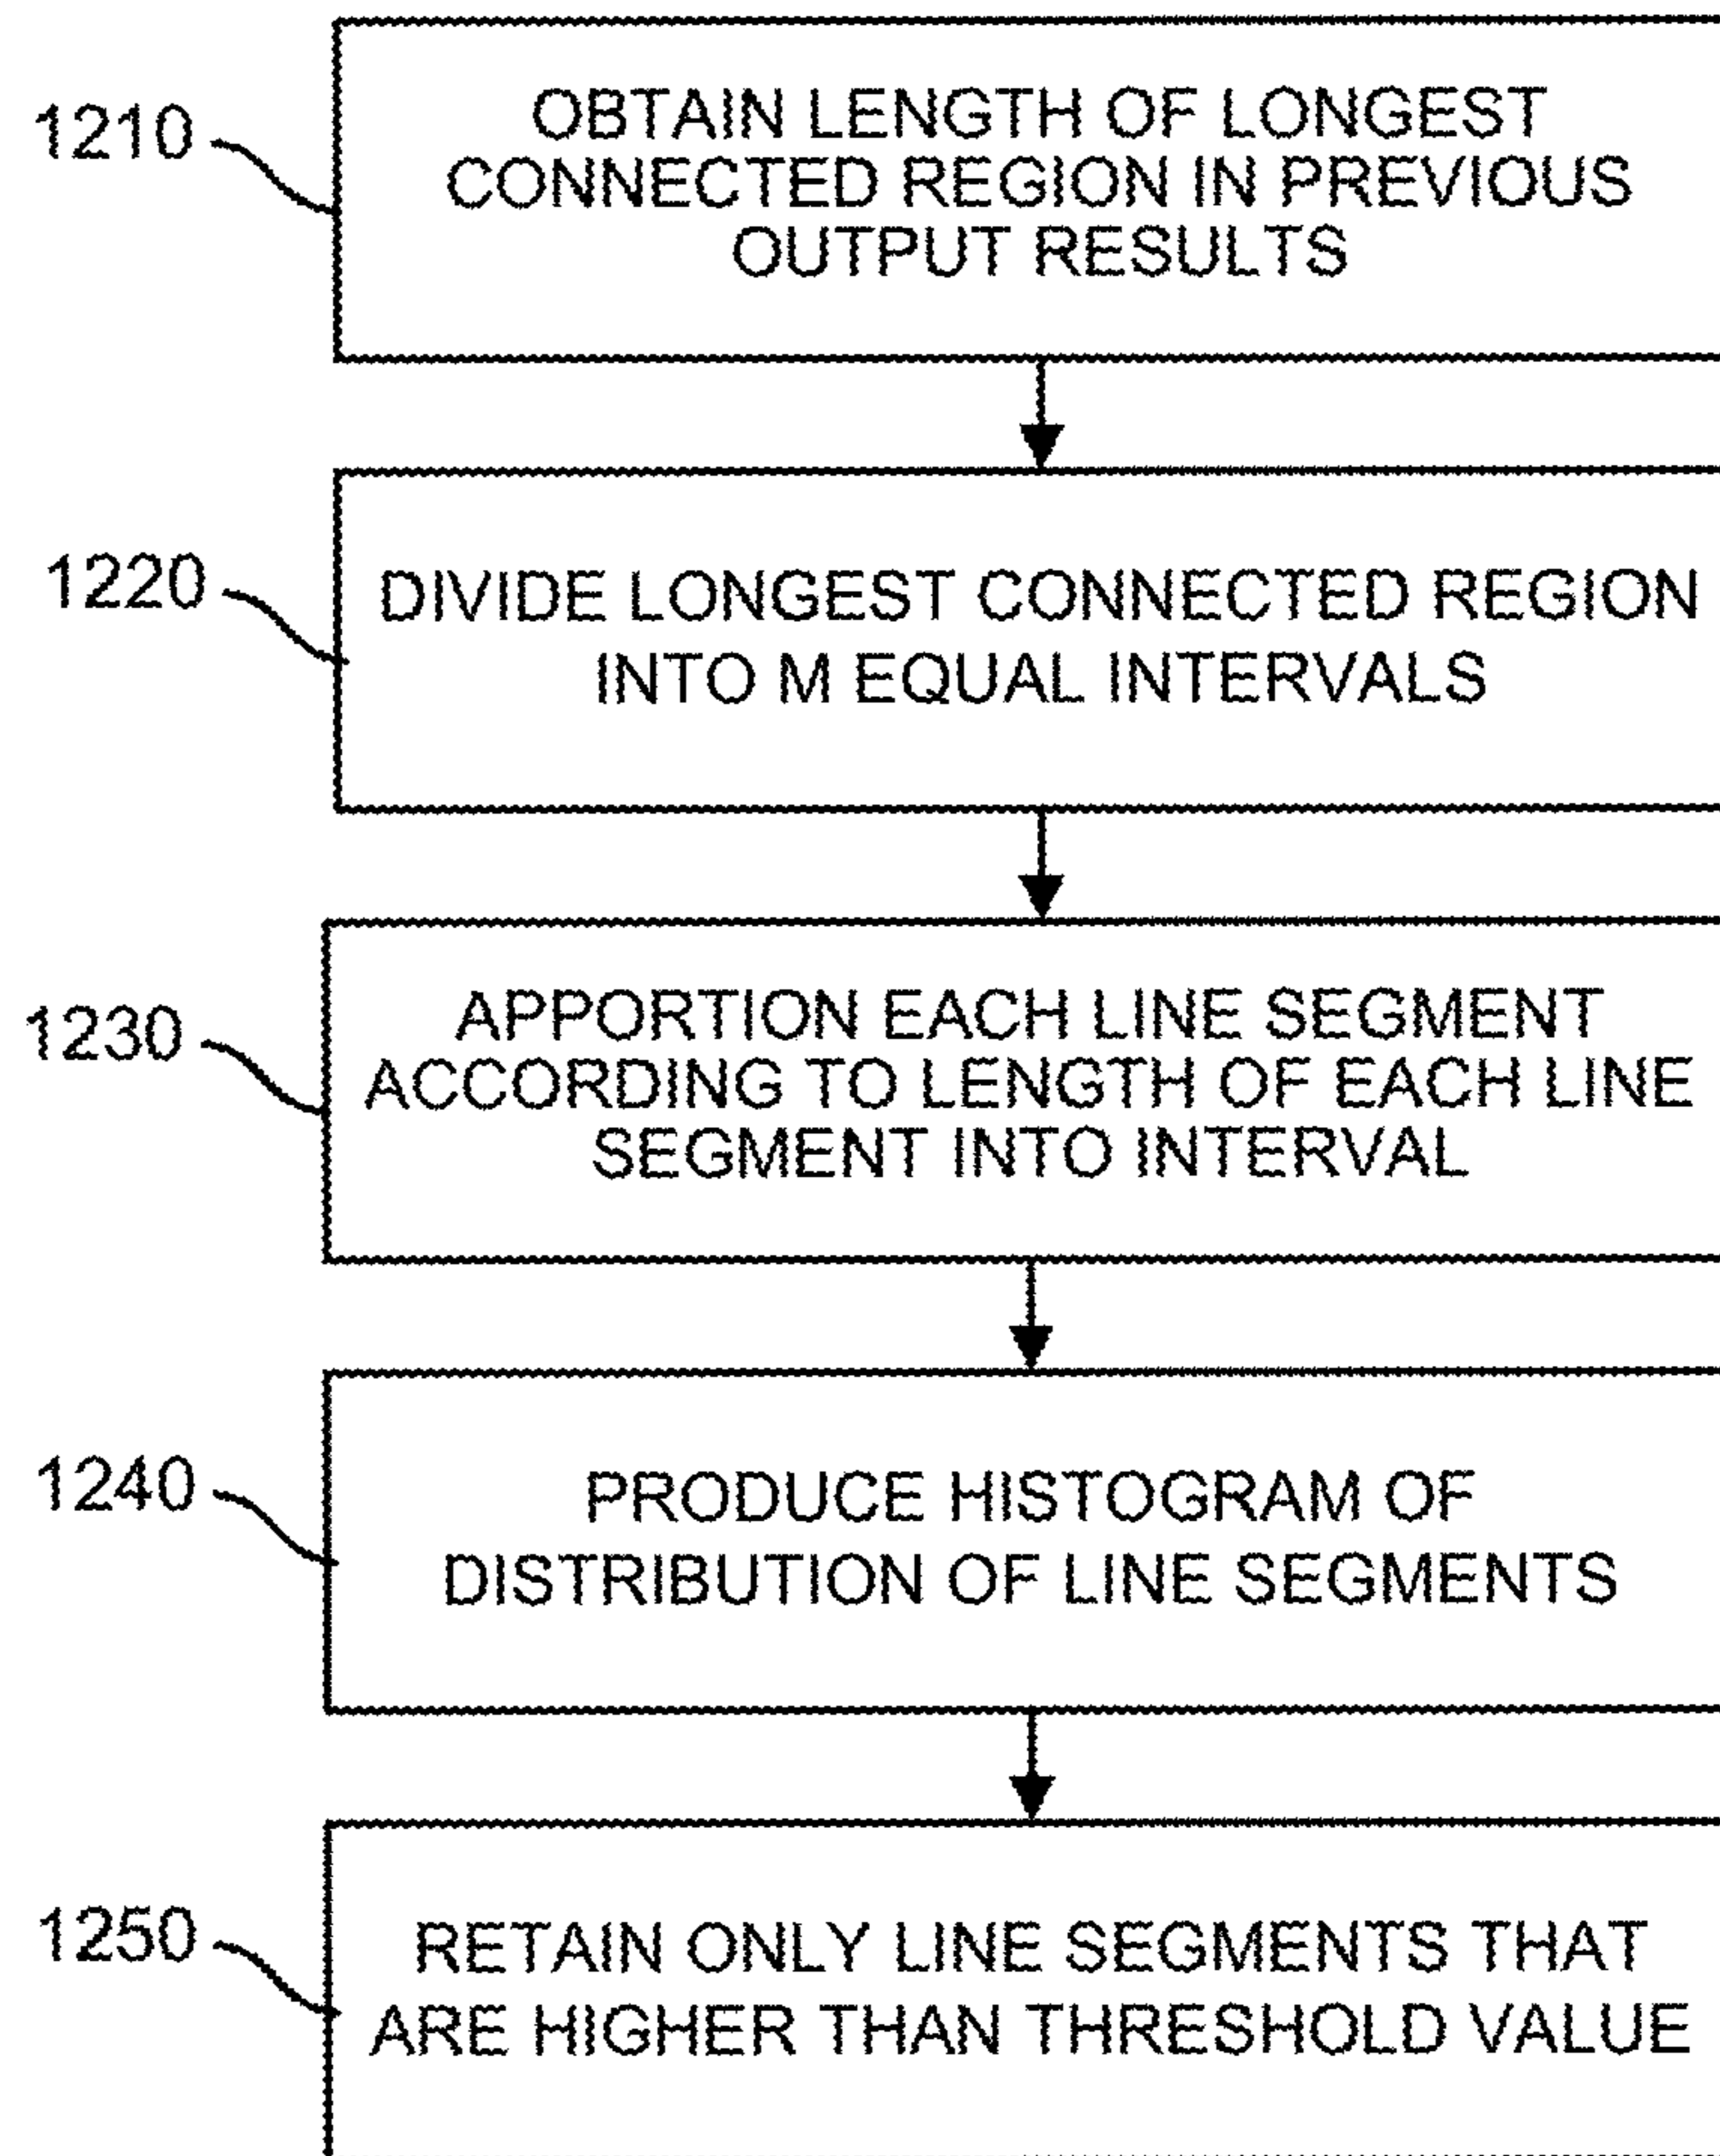 1210
OBTAIN LENGTH OF LONGEST
CONNECTED REGION IN PREVIOUS
OUTPUT RESULTS
1220
DIVIDE LONGEST CONNECTED REGION
INTO M EQUAL INTERVALS
1230
APPORTION EACH LINE SEGMENT
ACCORDING TO LENGTH OF EACH LINE
SEGMENT INTO INTERVAL
1240
PRODUCE HISTOGRAM OF
DISTRIBUTION OF LINE SEGMENTS
1250
RETAIN ONLY LINE SEGMENTS THAT
ARE HIGHER THAN THRESHOLD VALUE